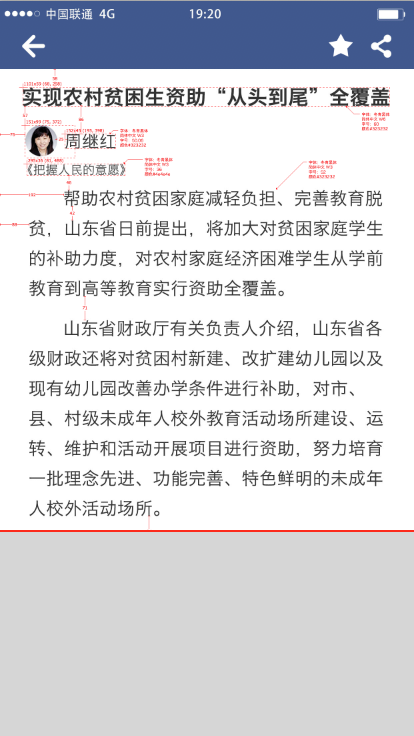 中国联通 4G 19:20
实现农村贫困生资助“从头到尾”全覆盖
周继红
《把握人民的意愿》
帮助农村贫困家庭减轻负担、完善教育脱
贫，山东省日前提出，将加大对贫困家庭学生
的补助力度，对农村家庭经济困难学生从学前
教育到高等教育实行资助全覆盖。
山东省财政厅有关负责人介绍，山东省各
级财政还将对贫困村新建、改扩建幼儿园以及
现有幼儿园改善办学条件进行补助，对市、
县、村级未成年人校外教育活动场所建设、运
转、维护和活动开展项目进行资助，努力培育
一批理念先进、功能完善、特色鲜明的未成年
人校外活动场所。